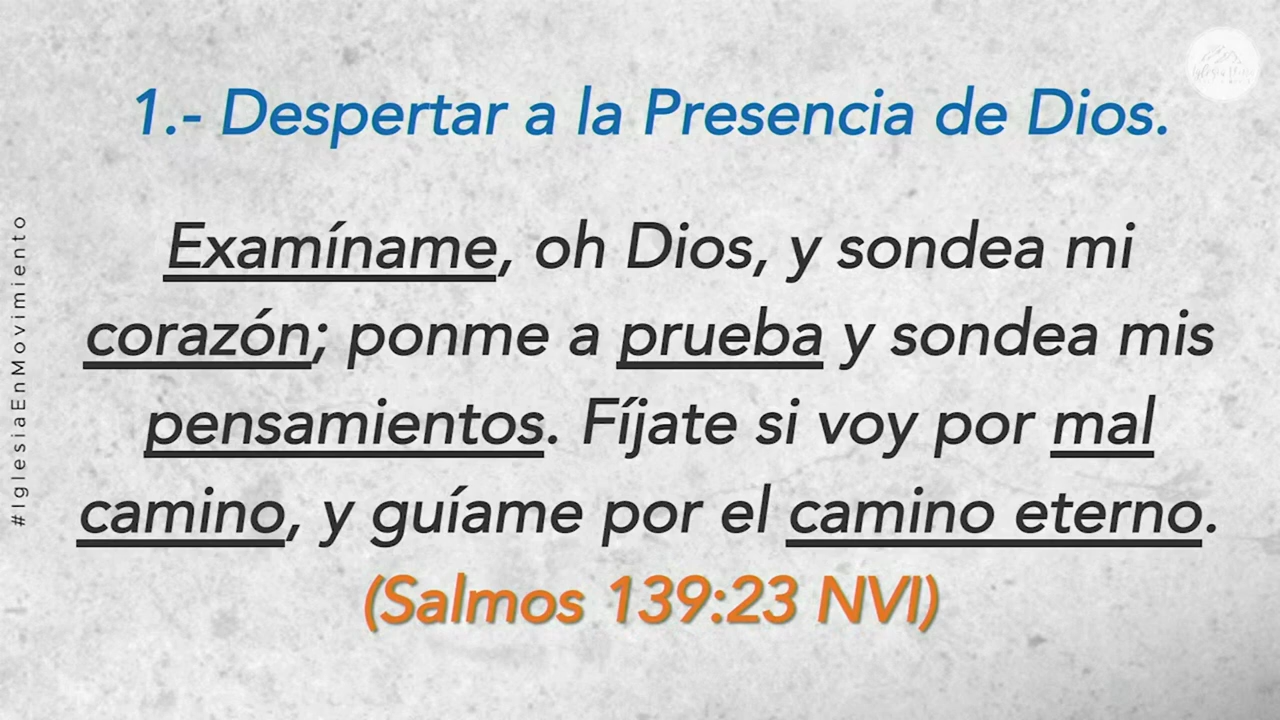 1.- Despertar a la Presencia de Dios.
Examíname, oh Dios, y sondea mi
corazón; ponme a prueba y sondea mis
pensamientos. Fíjate si voy por mal
camino, y guíame por el camino eterno.
(Salmos 139:23 NVI)
#IglesiaEnMovimiento